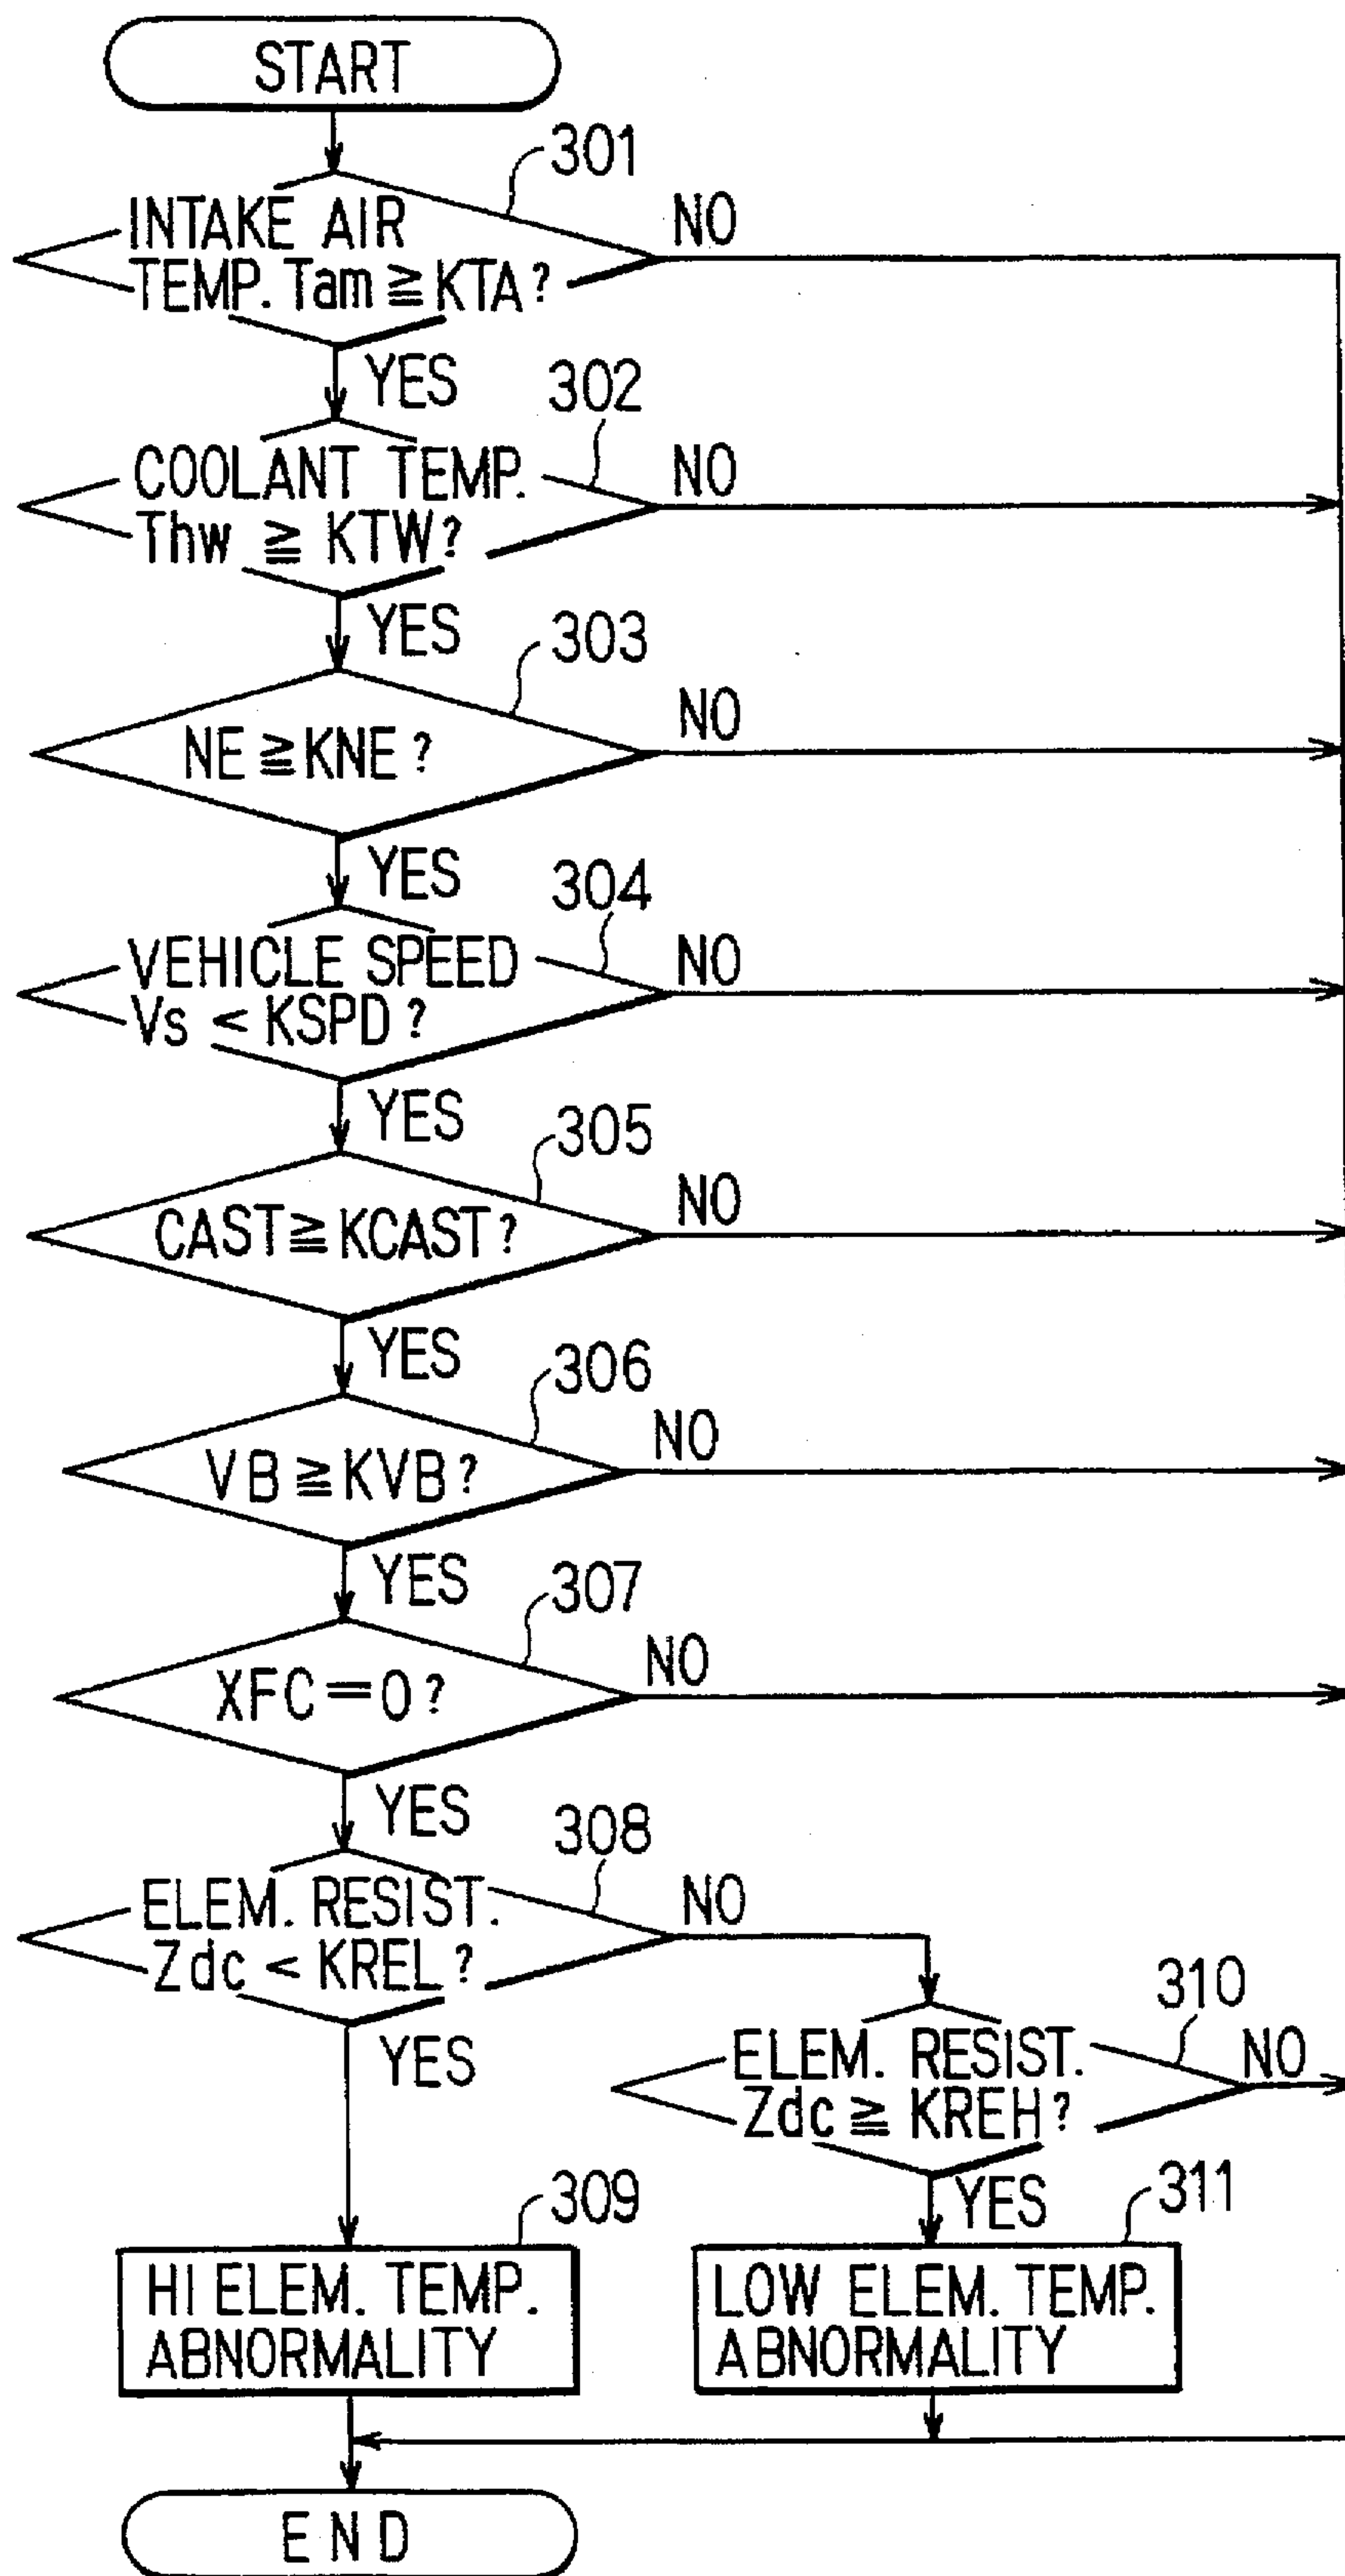 START
301
INTAKE AIR
TEMP. Tam ≧ KTA?
NO
YES
302
COOLANT TEMP.
Thw ≧ KTW?
NO
YES
303
NE ≧ KNE?
NO
YES
304
VEHICLE SPEED
Vs < KSPD?
NO
YES
305
CAST ≧ KCAST?
NO
YES
306
VB ≧ KVB?
NO
YES
307
XFC=0?
NO
YES
308
ELEM. RESIST.
Zdc < KREL?
NO
YES
310
ELEM. RESIST.
Zdc ≧ KREH?
NO
YES
309
HI ELEM. TEMP.
ABNORMALITY
311
LOW ELEM. TEMP.
ABNORMALITY
END